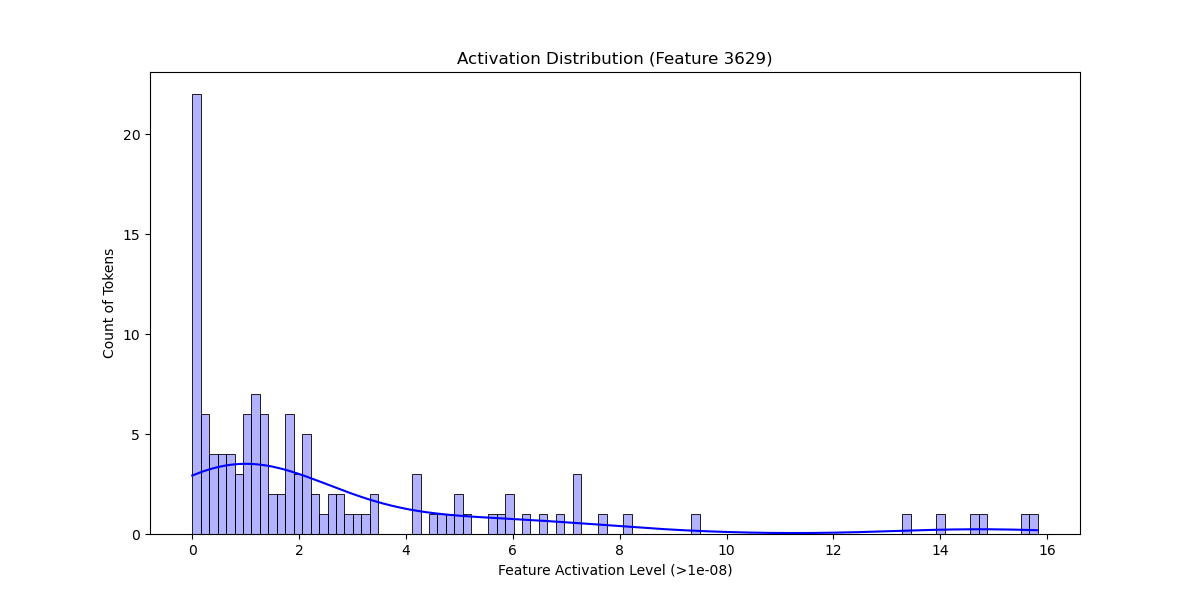 Activation Distribution (Feature 3629)
20
15
10
5
0
Count of Tokens
0 2 4 6 8 10 12 14 16
Feature Activation Level (>1e-08)